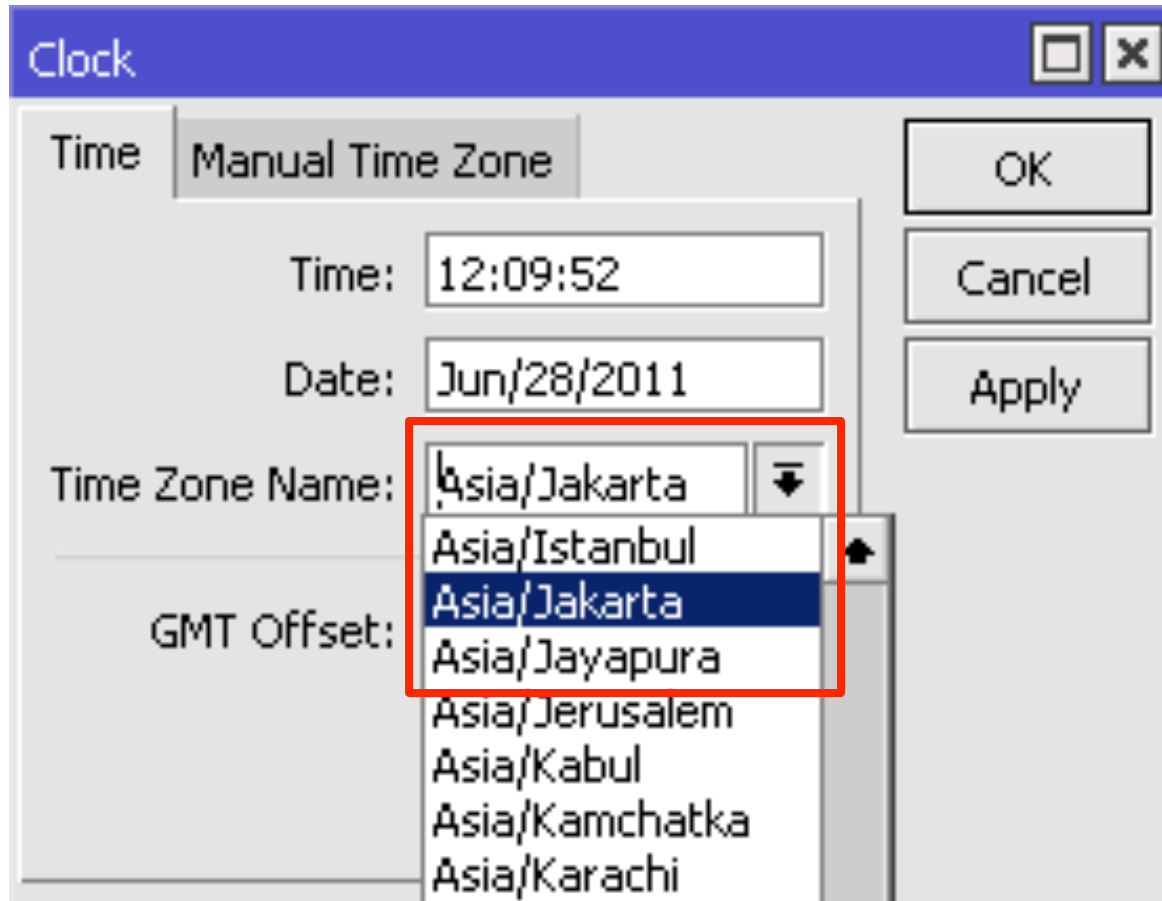 Clock
Time
Manual Time Zone
OK
Time: 12:09:52
Cancel
Date: Jun/28/2011
Apply
Time Zone Name: Asia/Jakarta
Asia/Istanbul
Asia/Jakarta
GMT Offset:
Asia/Jayapura
Asia/Jerusalem
Asia/Kabul
Asia/Kamchatka
Asia/Karachi